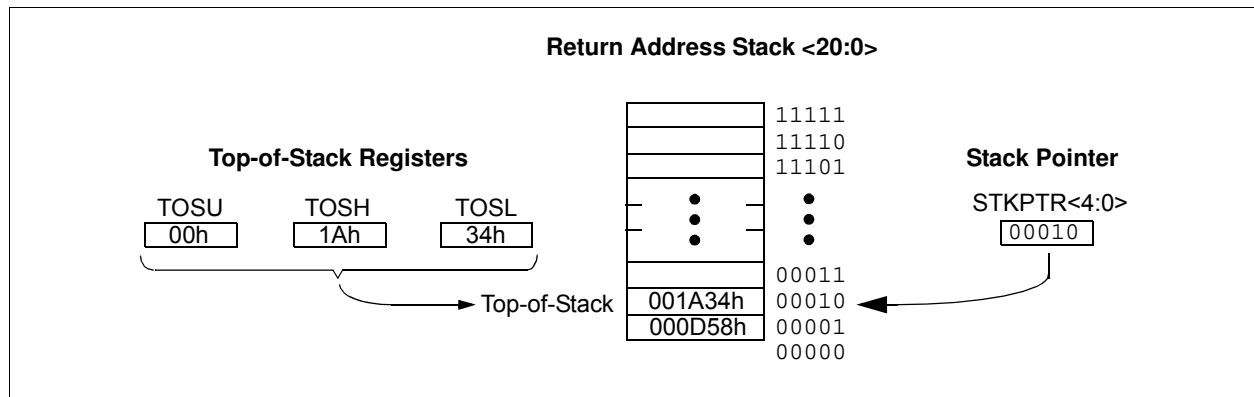 Return Address Stack <20:0>
Top-of-Stack Registers
TOSU TOSH TOSL
00h 1Ah 34h
Top-of-Stack
11111
11110
11101
00011
001A34h 00010
000D58h 00001
00000
Stack Pointer
STKPTR<4:0>
00010